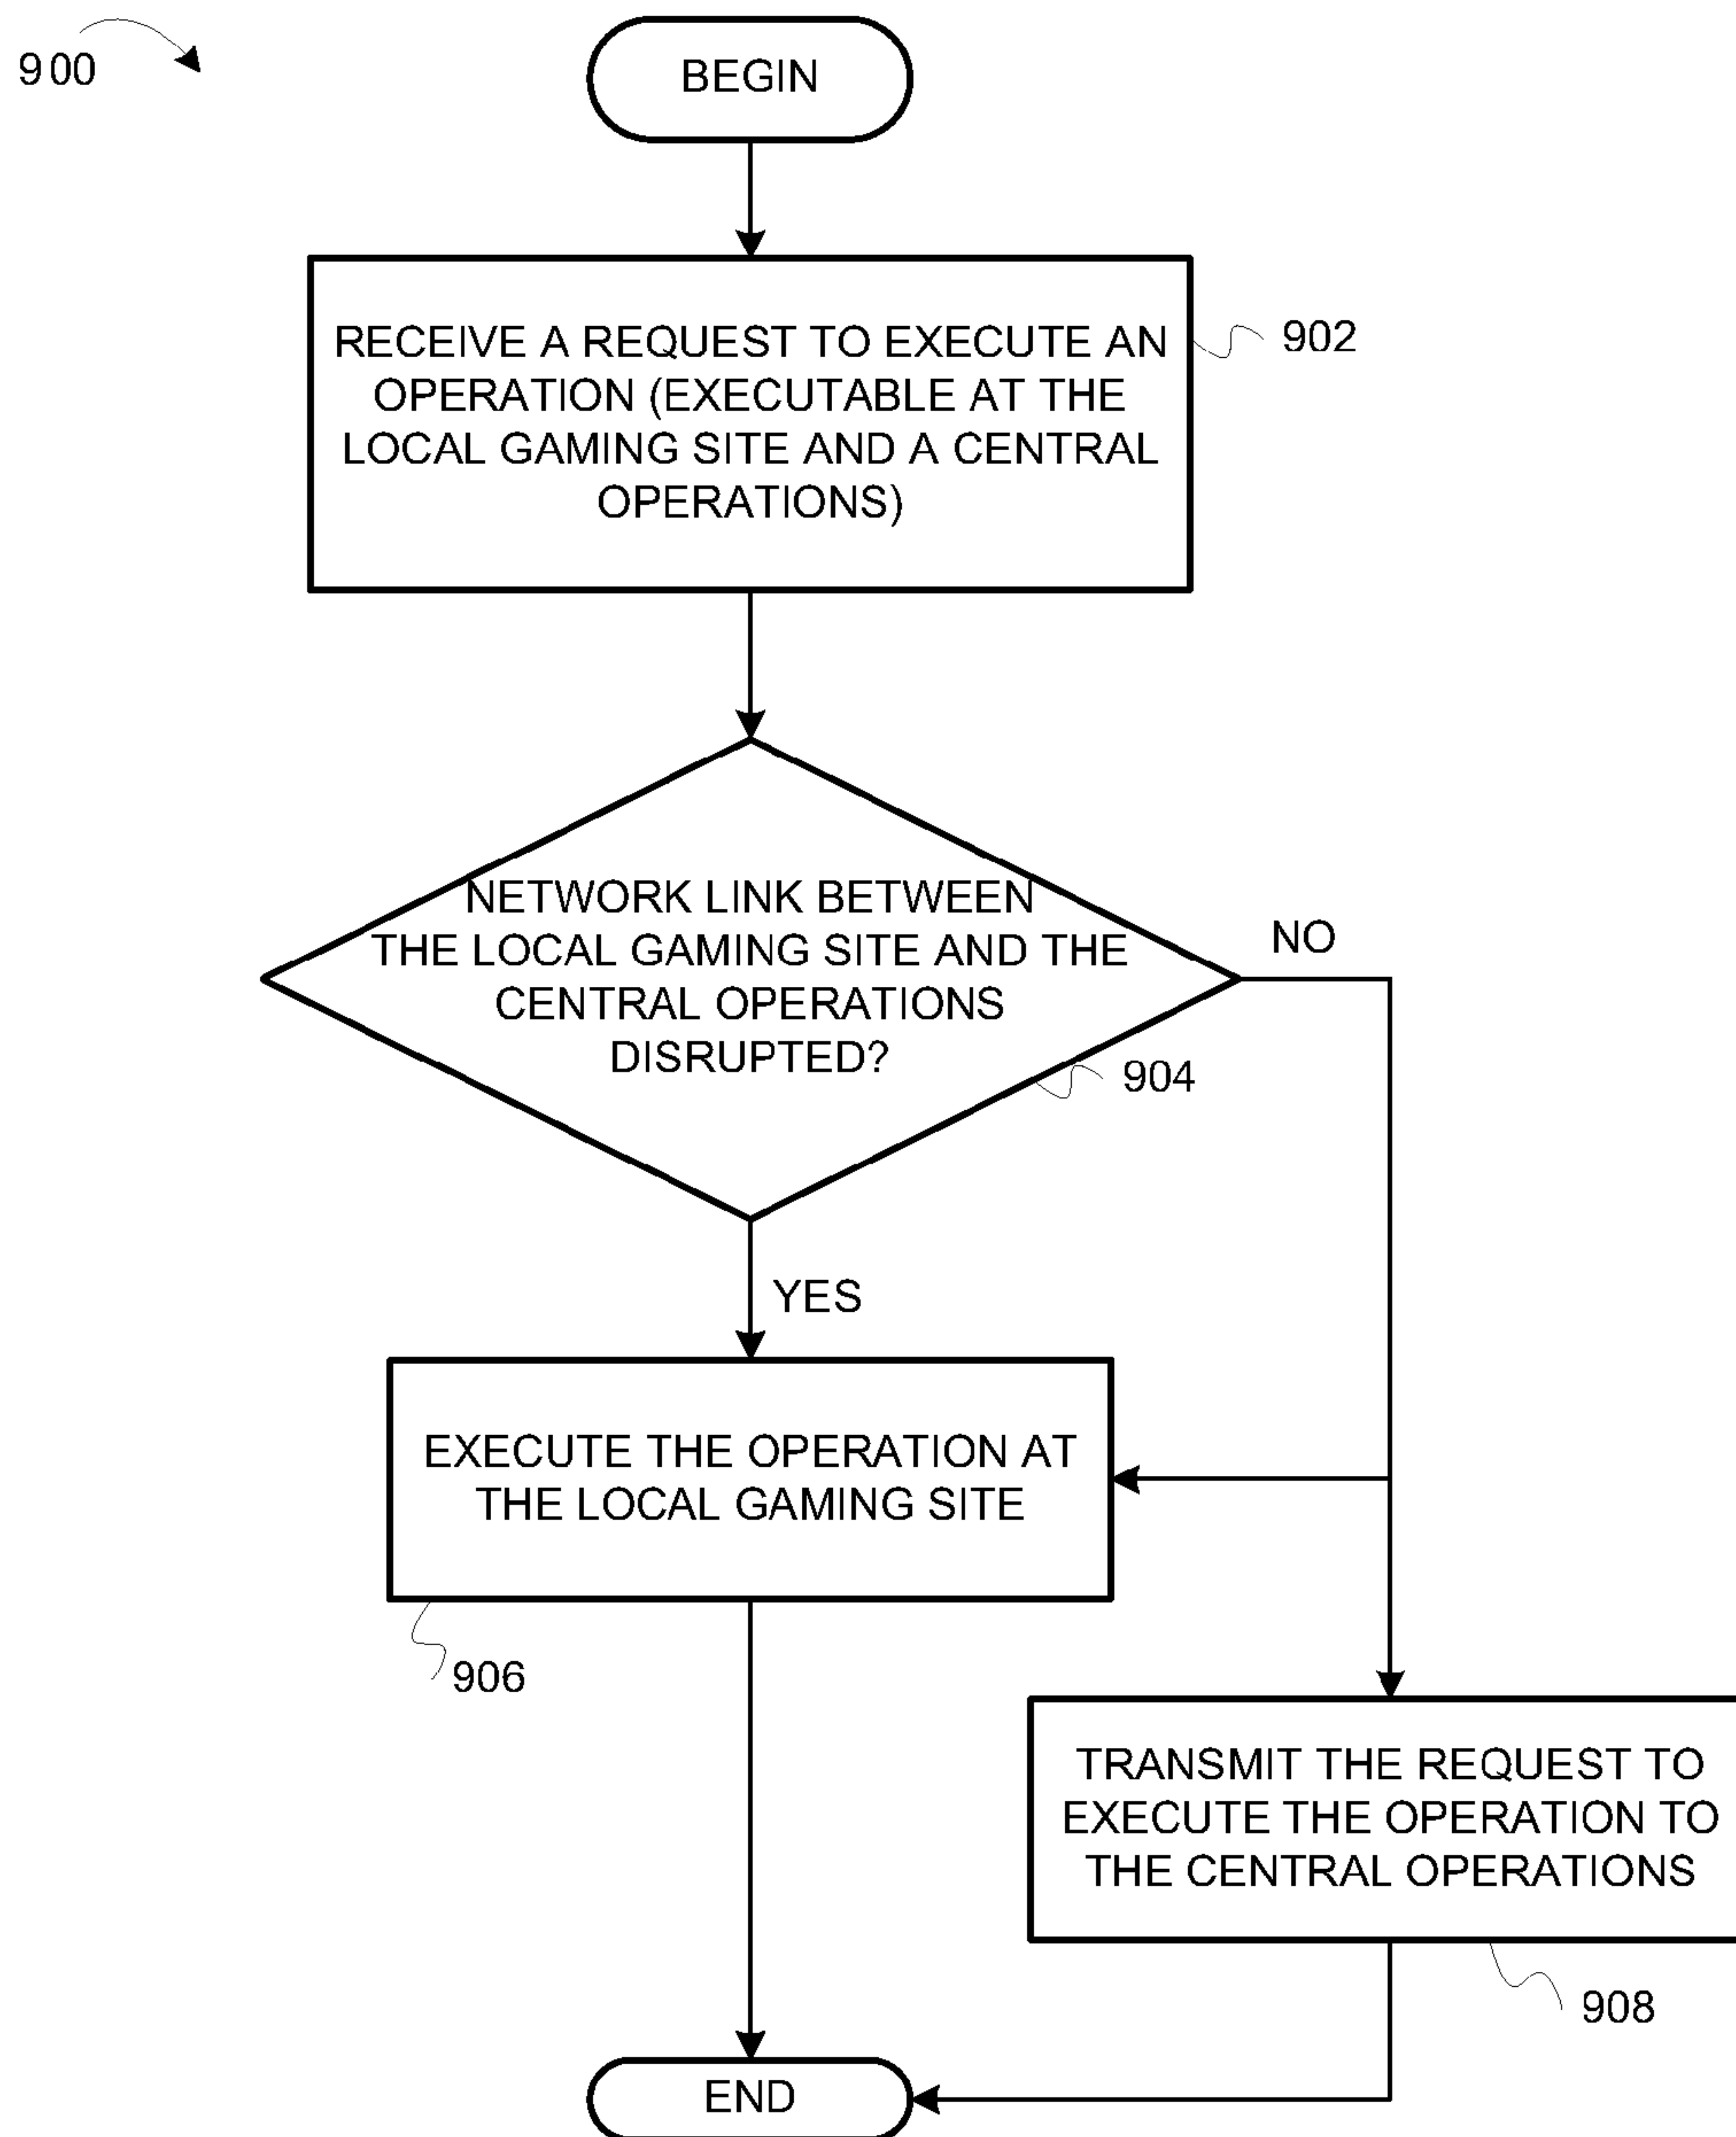 900
BEGIN
RECEIVE A REQUEST TO EXECUTE AN
OPERATION (EXECUTABLE AT THE
LOCAL GAMING SITE AND A CENTRAL
OPERATIONS)
902
NETWORK LINK BETWEEN
THE LOCAL GAMING SITE AND THE
CENTRAL OPERATIONS
DISRUPTED?
NO
904
YES
EXECUTE THE OPERATION AT
THE LOCAL GAMING SITE
906
TRANSMIT THE REQUEST TO
EXECUTE THE OPERATION TO
THE CENTRAL OPERATIONS
908
END